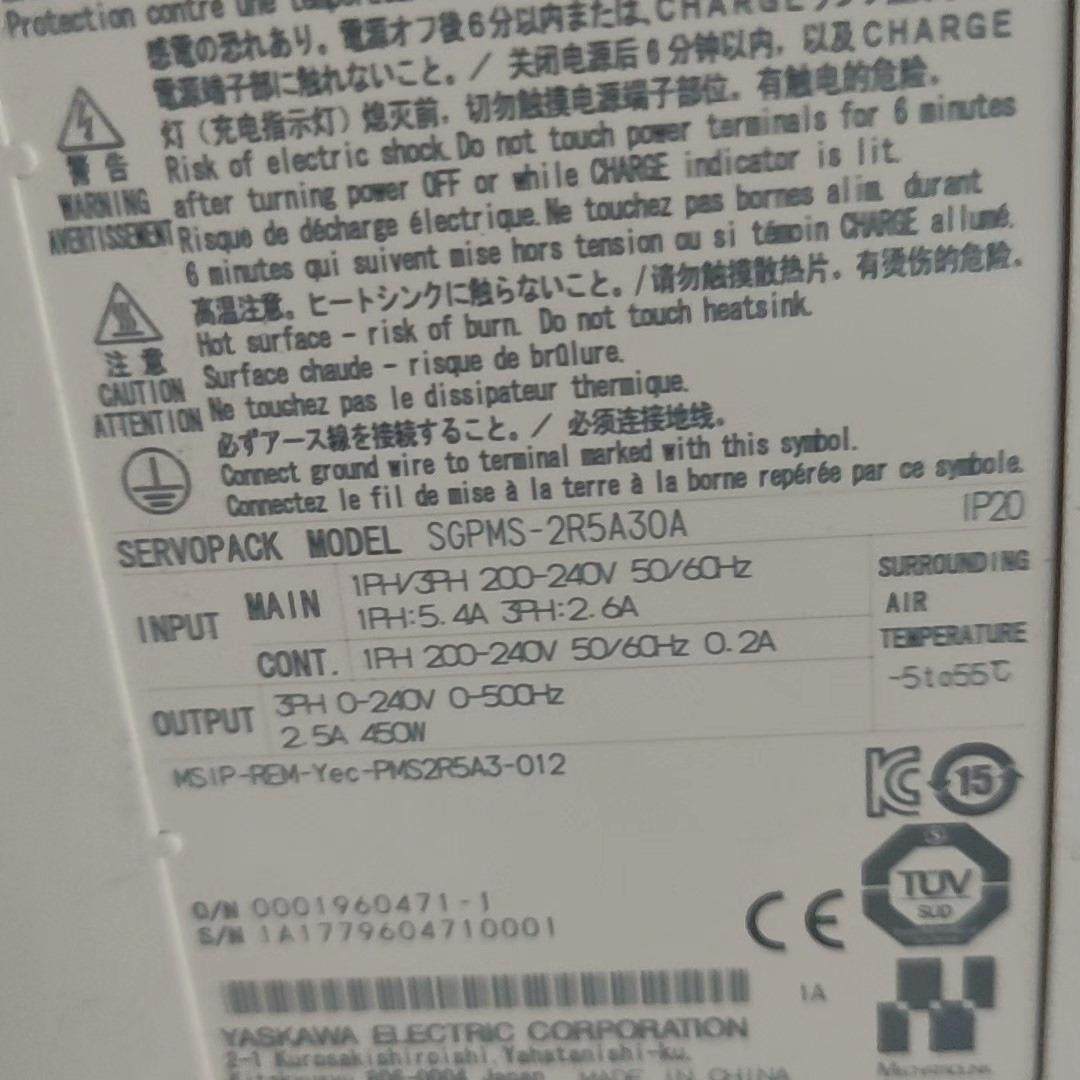 Protection contre une
感電の恐れあり。電源オフ後6分以内または、CHARGE
電源端子部に触れないこと。/ 关闭电源后6分钟以内，以及CHARGE
灯（充电指示灯）熄灭前，切勿触摸电源端子部位。有触电的危险。
警告
Risk of electric shock. Do not touch power terminals for 6 minutes
WARNING
after turning power OFF or while CHARGE indicator is lit.
AVERTISSEMENT
Risque de décharge électrique. Ne touchez pas bornes alim. durant
6 minutes qui suivent mise hors tension ou si témoin CHARGE allumé.
高温注意。ヒートシンクに触らないこと。/请勿触摸散热片。有烫伤的危险。
注意
Hot surface - risk of burn. Do not touch heatsink.
CAUTION
Surface chaude - risque de brûlure.
ATTENTION
Ne touchez pas le dissipateur thermique.
必ずアース線を接続すること。/ 必须连接地线。
Connect ground wire to terminal marked with this symbol.
Connectez le fil de mise à la terre à la borne repérée par ce symbole.
SERVOPACK MODEL SGPMS-2R5A30A IP20
INPUT
MAIN
1PH/3PH 200-240V 50/60Hz
1PH:5.4A 3PH:2.6A
CONT. 1PH 200-240V 50/60Hz 0.2A
OUTPUT
3PH 0-240V 0-500Hz
2.5A 450W
SURROUNDING
AIR
TEMPERATURE
-5to55℃
MSIP-REM-Yec-PMS2R5A3-012
15
TÜV
SÜD
O/N 0001960471-1
S/N 1A1779604710001
CE
1A
YASKAWA ELECTRIC CORPORATION
2-1 Kurosakishiroishi, Yahatanishi-ku,
Kitakyushu 806-0004 Japan MADE IN CHINA